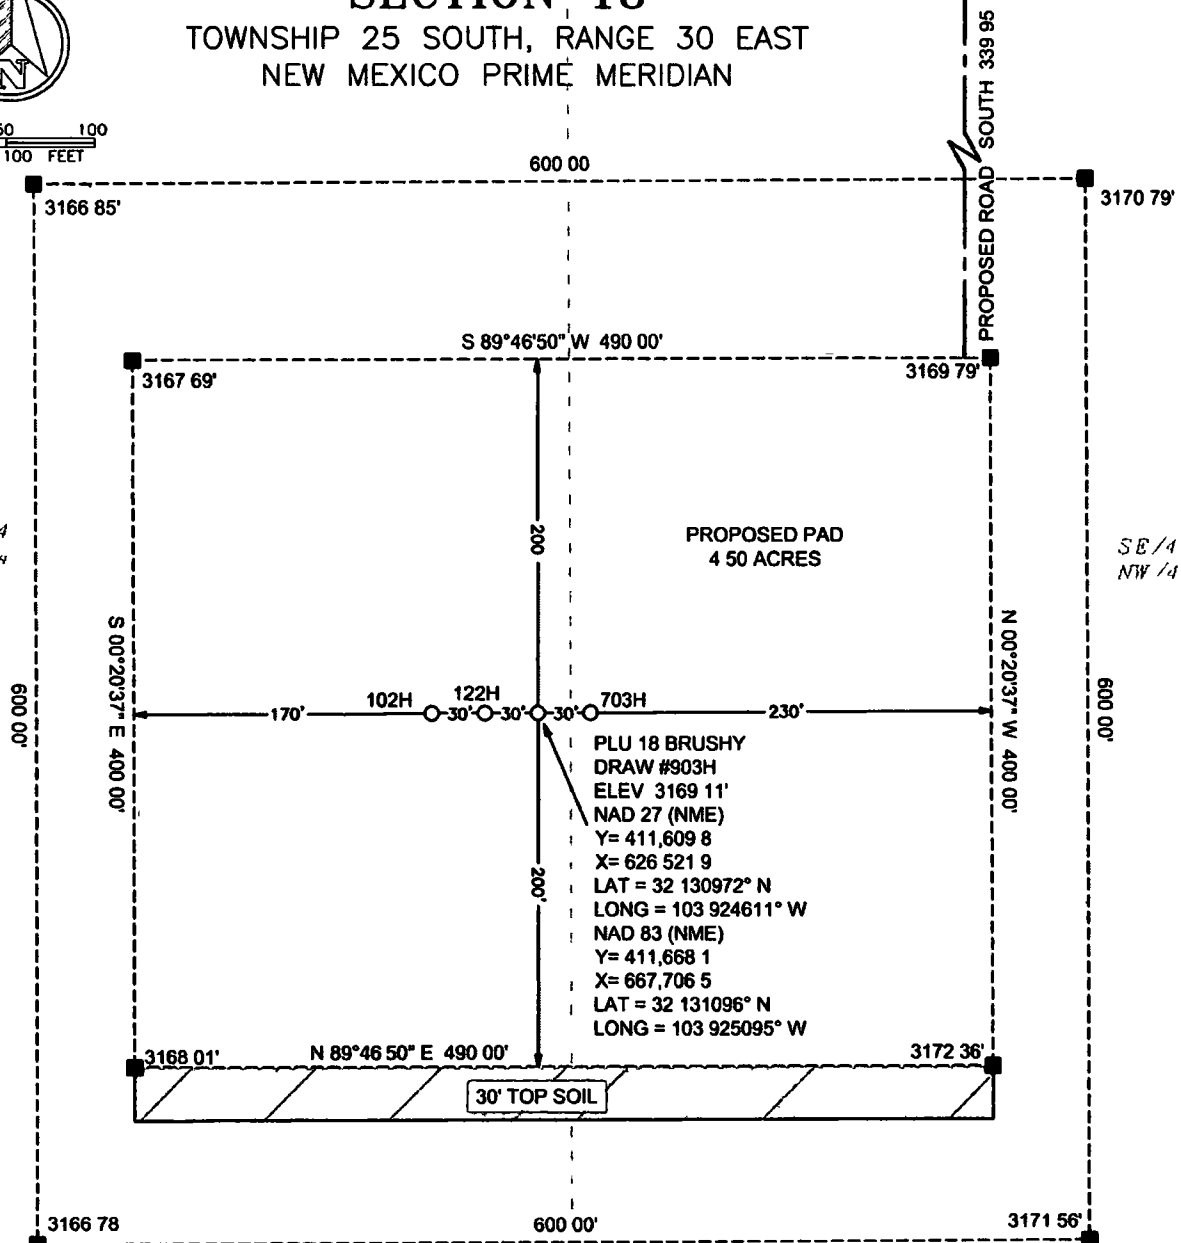 SECTION 18
TOWNSHIP 25 SOUTH, RANGE 30 EAST
NEW MEXICO PRIME MERIDIAN
N
100
100 FEET
PROPOSED ROAD SOUTH 339 95
600 00
3166 85'
3170 79'
S 89°46'50" W 490 00'
3167 69'
3169 79'
200
PROPOSED PAD
4 50 ACRES
SE/4
NW/4
S 00°20'37" E 400 00'
N 00°20'37" W 400 00'
600 00'
600 00'
102H
122H
703H
170'
30'
30'
30'
230'
PLU 18 BRUSHY
DRAW #903H
ELEV 3169 11'
NAD 27 (NME)
Y= 411,609 8
X= 626 521 9
LAT = 32 130972° N
LONG = 103 924611° W
NAD 83 (NME)
Y= 411,668 1
X= 667,706 5
LAT = 32 131096° N
LONG = 103 925095° W
200'
3168 01'
N 89°46 50" E 490 00'
3172 36'
30' TOP SOIL
3166 78
600 00'
3171 56'